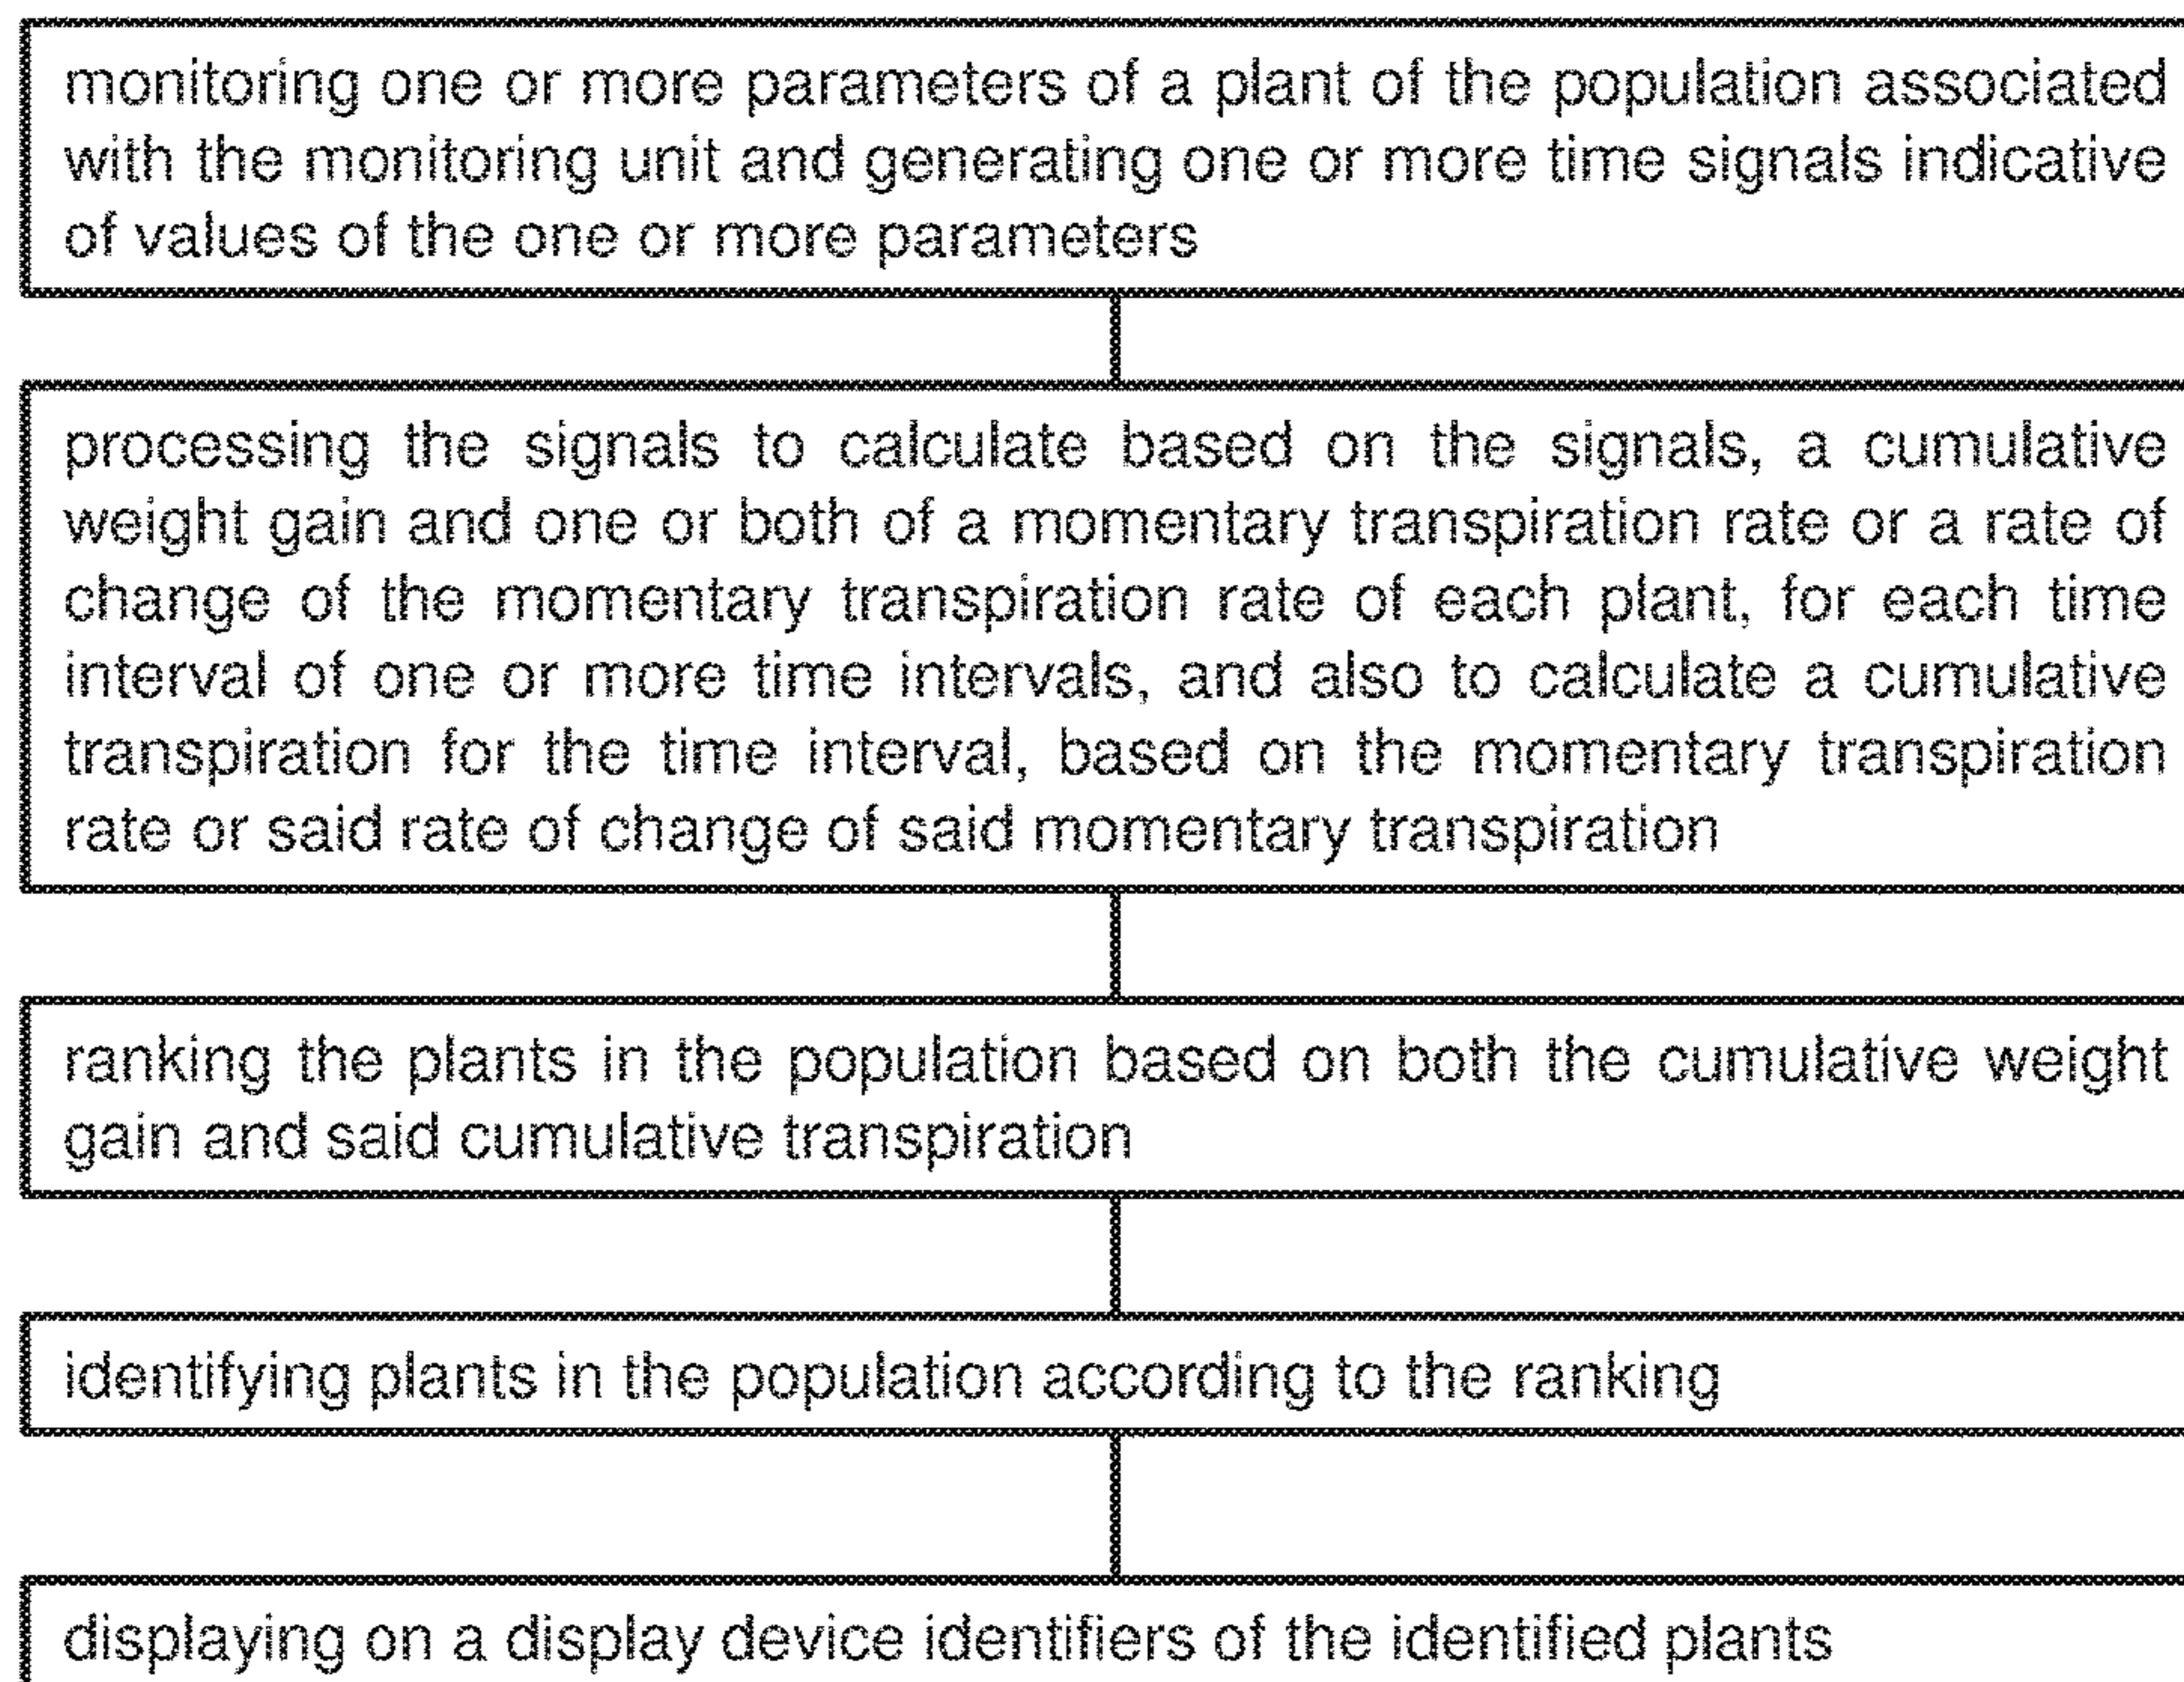 monitoring one or more parameters of a plant of the population associated
with the monitoring unit and generating one or more time signals indicative
of values of the one or more parameters
processing the signals to calculate based on the signals, a cumulative
weight gain and one or both of a momentary transpiration rate or a rate of
change of the momentary transpiration rate of each plant, for each time
interval of one or more time intervals, and also to calculate a cumulative
transpiration for the time interval, based on the momentary transpiration
rate or said rate of change of said momentary transpiration
ranking the plants in the population based on both the cumulative weight
gain and said cumulative transpiration
identifying plants in the population according to the ranking
displaying on a display device identifiers of the identified plants